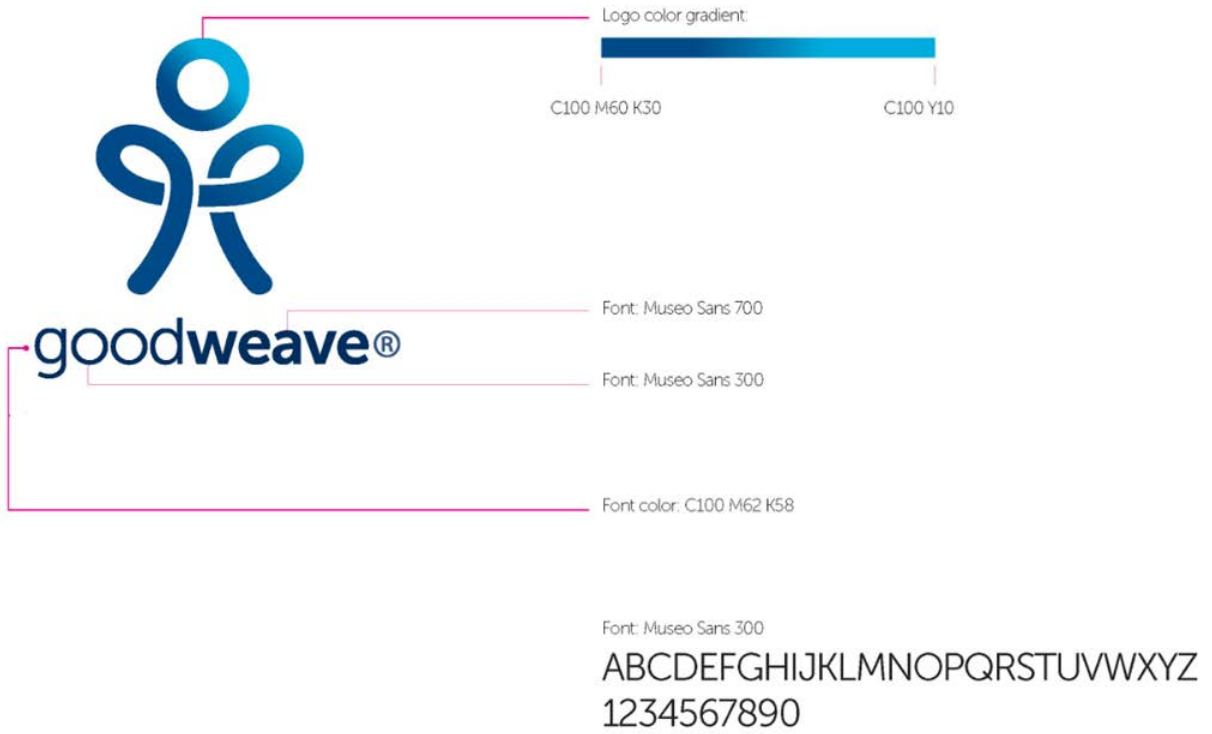 Logo color gradient:
C100 M60 K30 C100 Y10
goodweave®
Font: Museo Sans 700
Font: Museo Sans 300
Font color: C100 M62 K58
Font: Museo Sans 300
ABCDEFGHIJKLMNOPQRSTUVWXYZ
1234567890